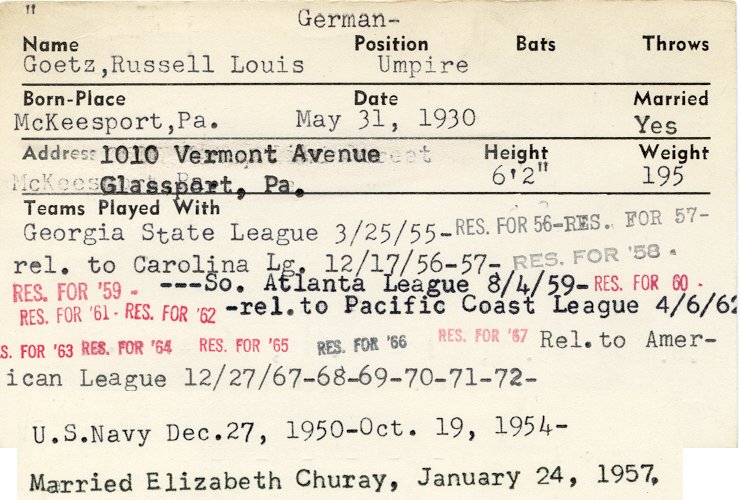 "
German-
Name Position Bats Throws
Goetz,Russell Louis Umpire
Born-Place Date Married
McKeesport,Pa. May 31, 1930 Yes
Address 1010 Vermont Avenue Height Weight
McKeesport Glassport, Pa. 6'2" 195
Teams Played With
Georgia State League 3/25/55-RES. FOR 56-RES. FOR 57-
rel. to Carolina Lg. 12/17/56-57- RES. FOR '58 -
RES. FOR '59 - ---So. Atlanta League 8/4/59-RES. FOR 60 -
RES. FOR '61- RES. FOR '62 -rel.to Pacific Coast League 4/6/62
S. FOR '63 RES. FOR '64 RES. FOR '65 RES. FOR '66 RES. FOR '67 Rel.to Amer-
ican League 12/27/67-68-69-70-71-72-
U.S.Navy Dec.27, 1950-Oct. 19, 1954-
Married Elizabeth Churay, January 24, 1957.